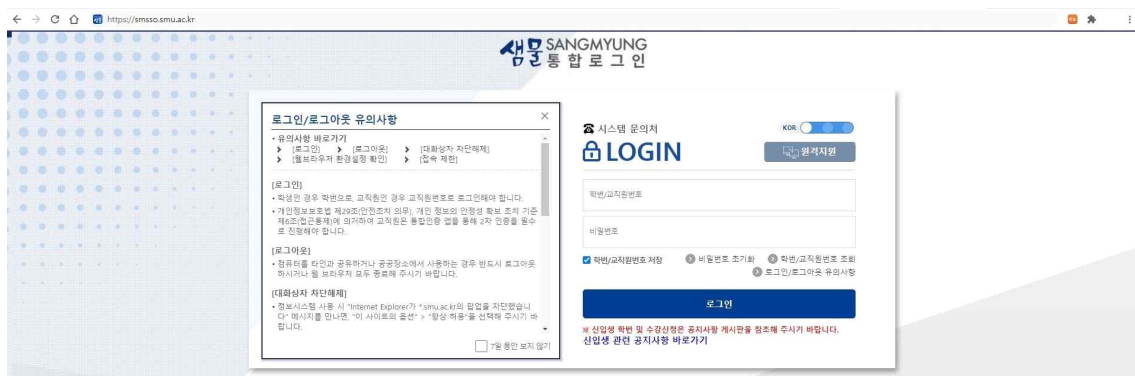 https://smsso.smu.ac.kr
샘물 SANGMYUNG
통합로그인
로그인/로그아웃 유의사항
• 유의사항 바로가기
[로그인] [로그아웃] [대화상자 차단해제]
[웹브라우저 환경설정 확인] [접속 제한]
[로그인]
• 학생인 경우 학번으로, 교직원인 경우 교직원번호로 로그인해야 합니다.
• 개인정보보호법 제29조(안전조치 의무), 개인 정보의 안정성 확보 조치 기준
제6조(접근통제)에 의거하여 교직원은 통합인증 앱을 통해 2차 인증을 필수
로 진행해야 합니다.
[로그아웃]
• 컴퓨터를 타인과 공유하거나 공공장소에서 사용하는 경우 반드시 로그아웃
하시거나 웹 브라우저 모두 종료해 주시기 바랍니다.
[대화상자 차단해제]
• 정보시스템 사용 시 "Internet Explorer가 *.smu.ac.kr의 팝업을 차단했습니
다" 메시지를 만나면, "이 사이트의 옵션" > "항상 허용"을 선택해 주시기 바
랍니다.
7일 동안 보지 않기
시스템 문의처
KOR
LOGIN
원격지원
학번/교직원번호
비밀번호
학번/교직원번호 저장 비밀번호 초기화 학번/교직원번호 조회
로그인/로그아웃 유의사항
로그인
※ 신입생 학번 및 수강신청은 공지사항 게시판을 참조해 주시기 바랍니다.
신입생 관련 공지사항 바로가기